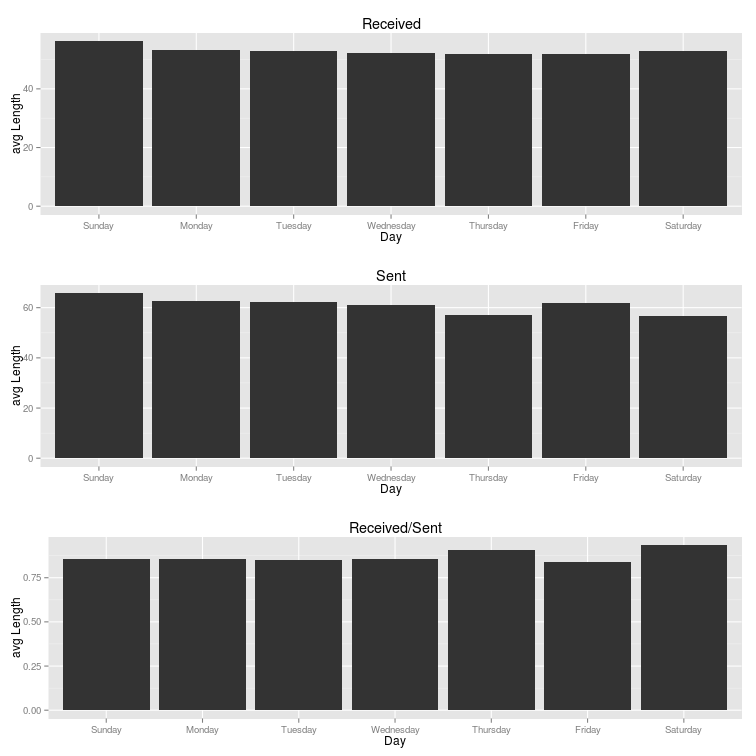 Received
avg Length
40
20
0
Sunday Monday Tuesday Wednesday Thursday Friday Saturday
Day
Sent
avg Length
60
40
20
0
Sunday Monday Tuesday Wednesday Thursday Friday Saturday
Day
Received/Sent
avg Length
0.75
0.50
0.25
0.00
Sunday Monday Tuesday Wednesday Thursday Friday Saturday
Day